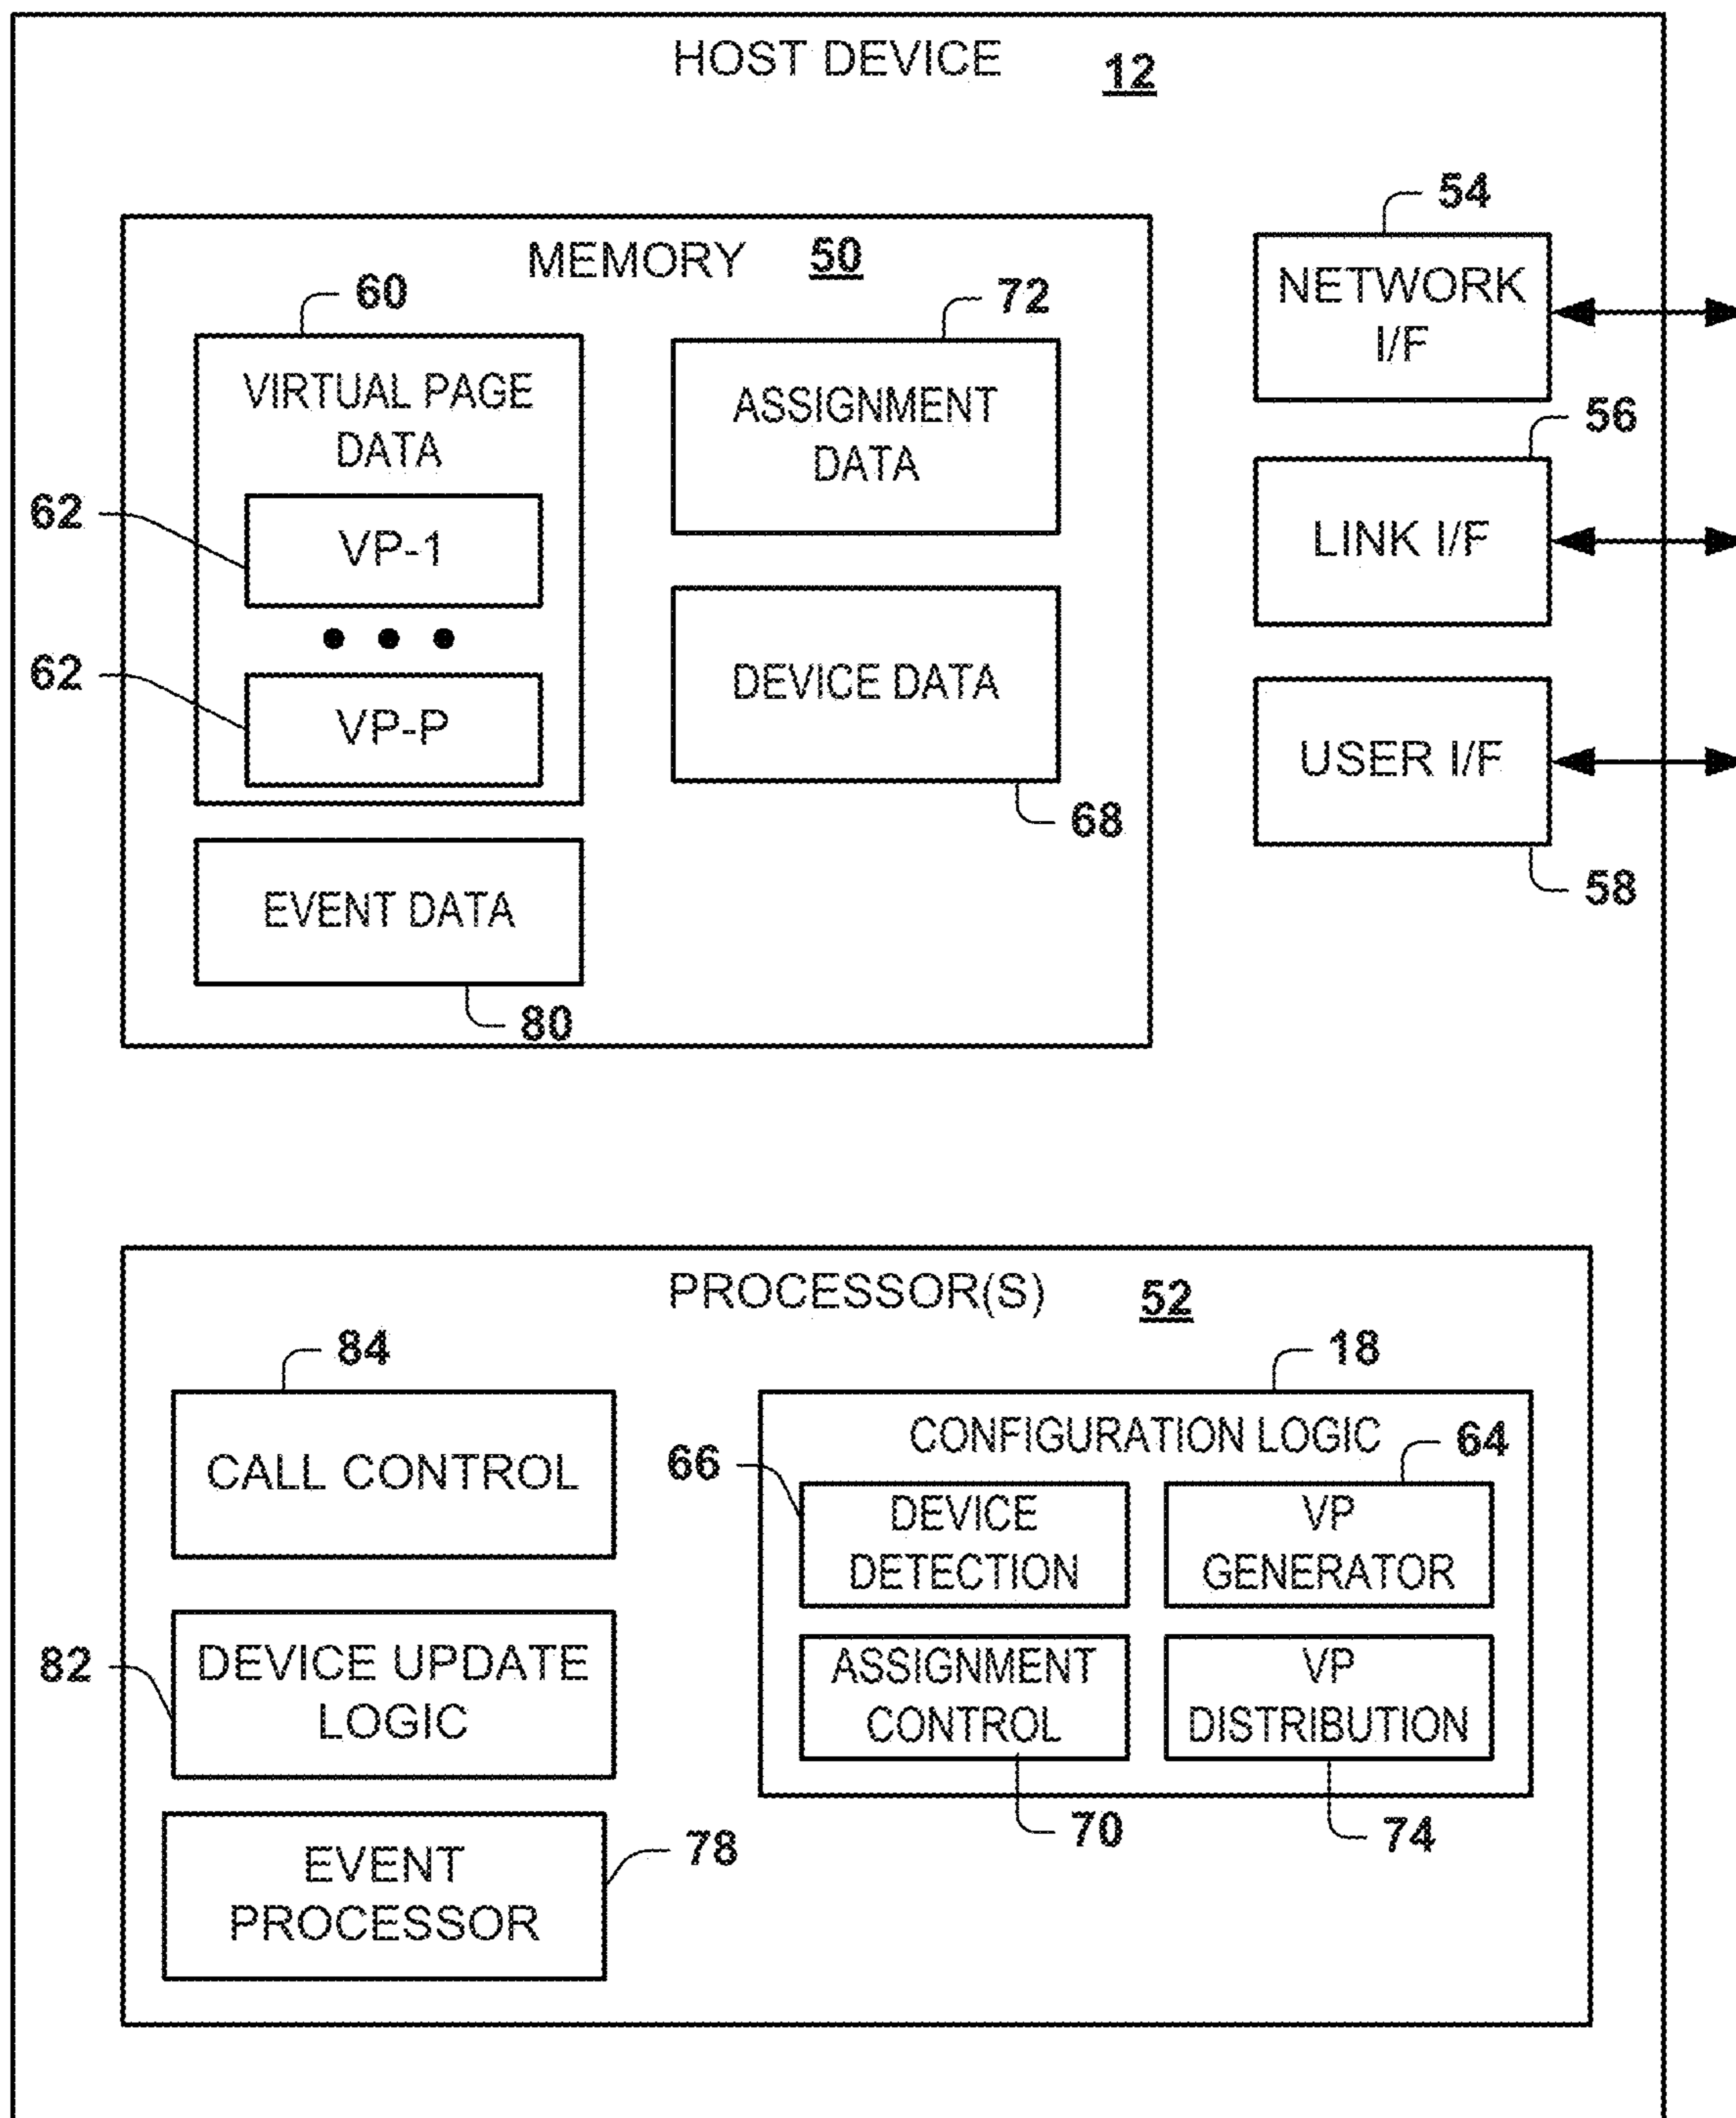 HOST DEVICE 12
54
MEMORY 50
60
72
NETWORK
I/F
VIRTUAL PAGE
DATA
ASSIGNMENT
DATA
56
62
VP-1
LINK I/F
62
VP-P
DEVICE DATA
USER I/F
68
58
EVENT DATA
80
PROCESSOR(S) 52
84
18
CALL CONTROL
CONFIGURATION LOGIC
64
66
DEVICE
DETECTION
VP
GENERATOR
82
DEVICE UPDATE
LOGIC
ASSIGNMENT
CONTROL
VP
DISTRIBUTION
70
74
EVENT
PROCESSOR
78